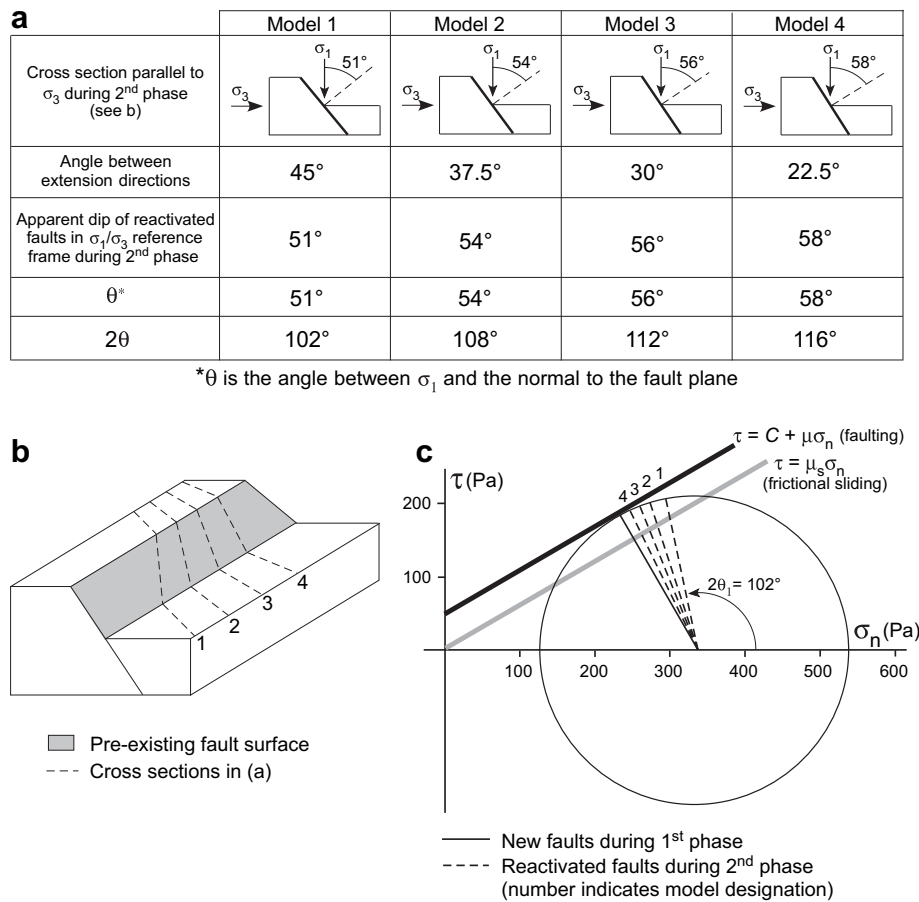 a
Model 1 Model 2 Model 3 Model 4
Cross section parallel to
σ3 during 2nd phase
(see b)
σ1 51° σ3
σ1 54° σ3
σ1 56° σ3
σ1 58° σ3
Angle between
extension directions
45° 37.5° 30° 22.5°
Apparent dip of reactivated
faults in σ1/σ3 reference
frame during 2nd phase
51° 54° 56° 58°
θ* 51° 54° 56° 58°
2θ 102° 108° 112° 116°
*θ is the angle between σ1 and the normal to the fault plane
b
1 2 3 4
Pre-existing fault surface
Cross sections in (a)
c
τ (Pa)
τ = C + μσn (faulting)
τ = μsσn
(frictional sliding)
200
100
4 3 2 1
2θ1 = 102°
σn (Pa)
100 200 300 400 500 600
New faults during 1st phase
Reactivated faults during 2nd phase
(number indicates model designation)